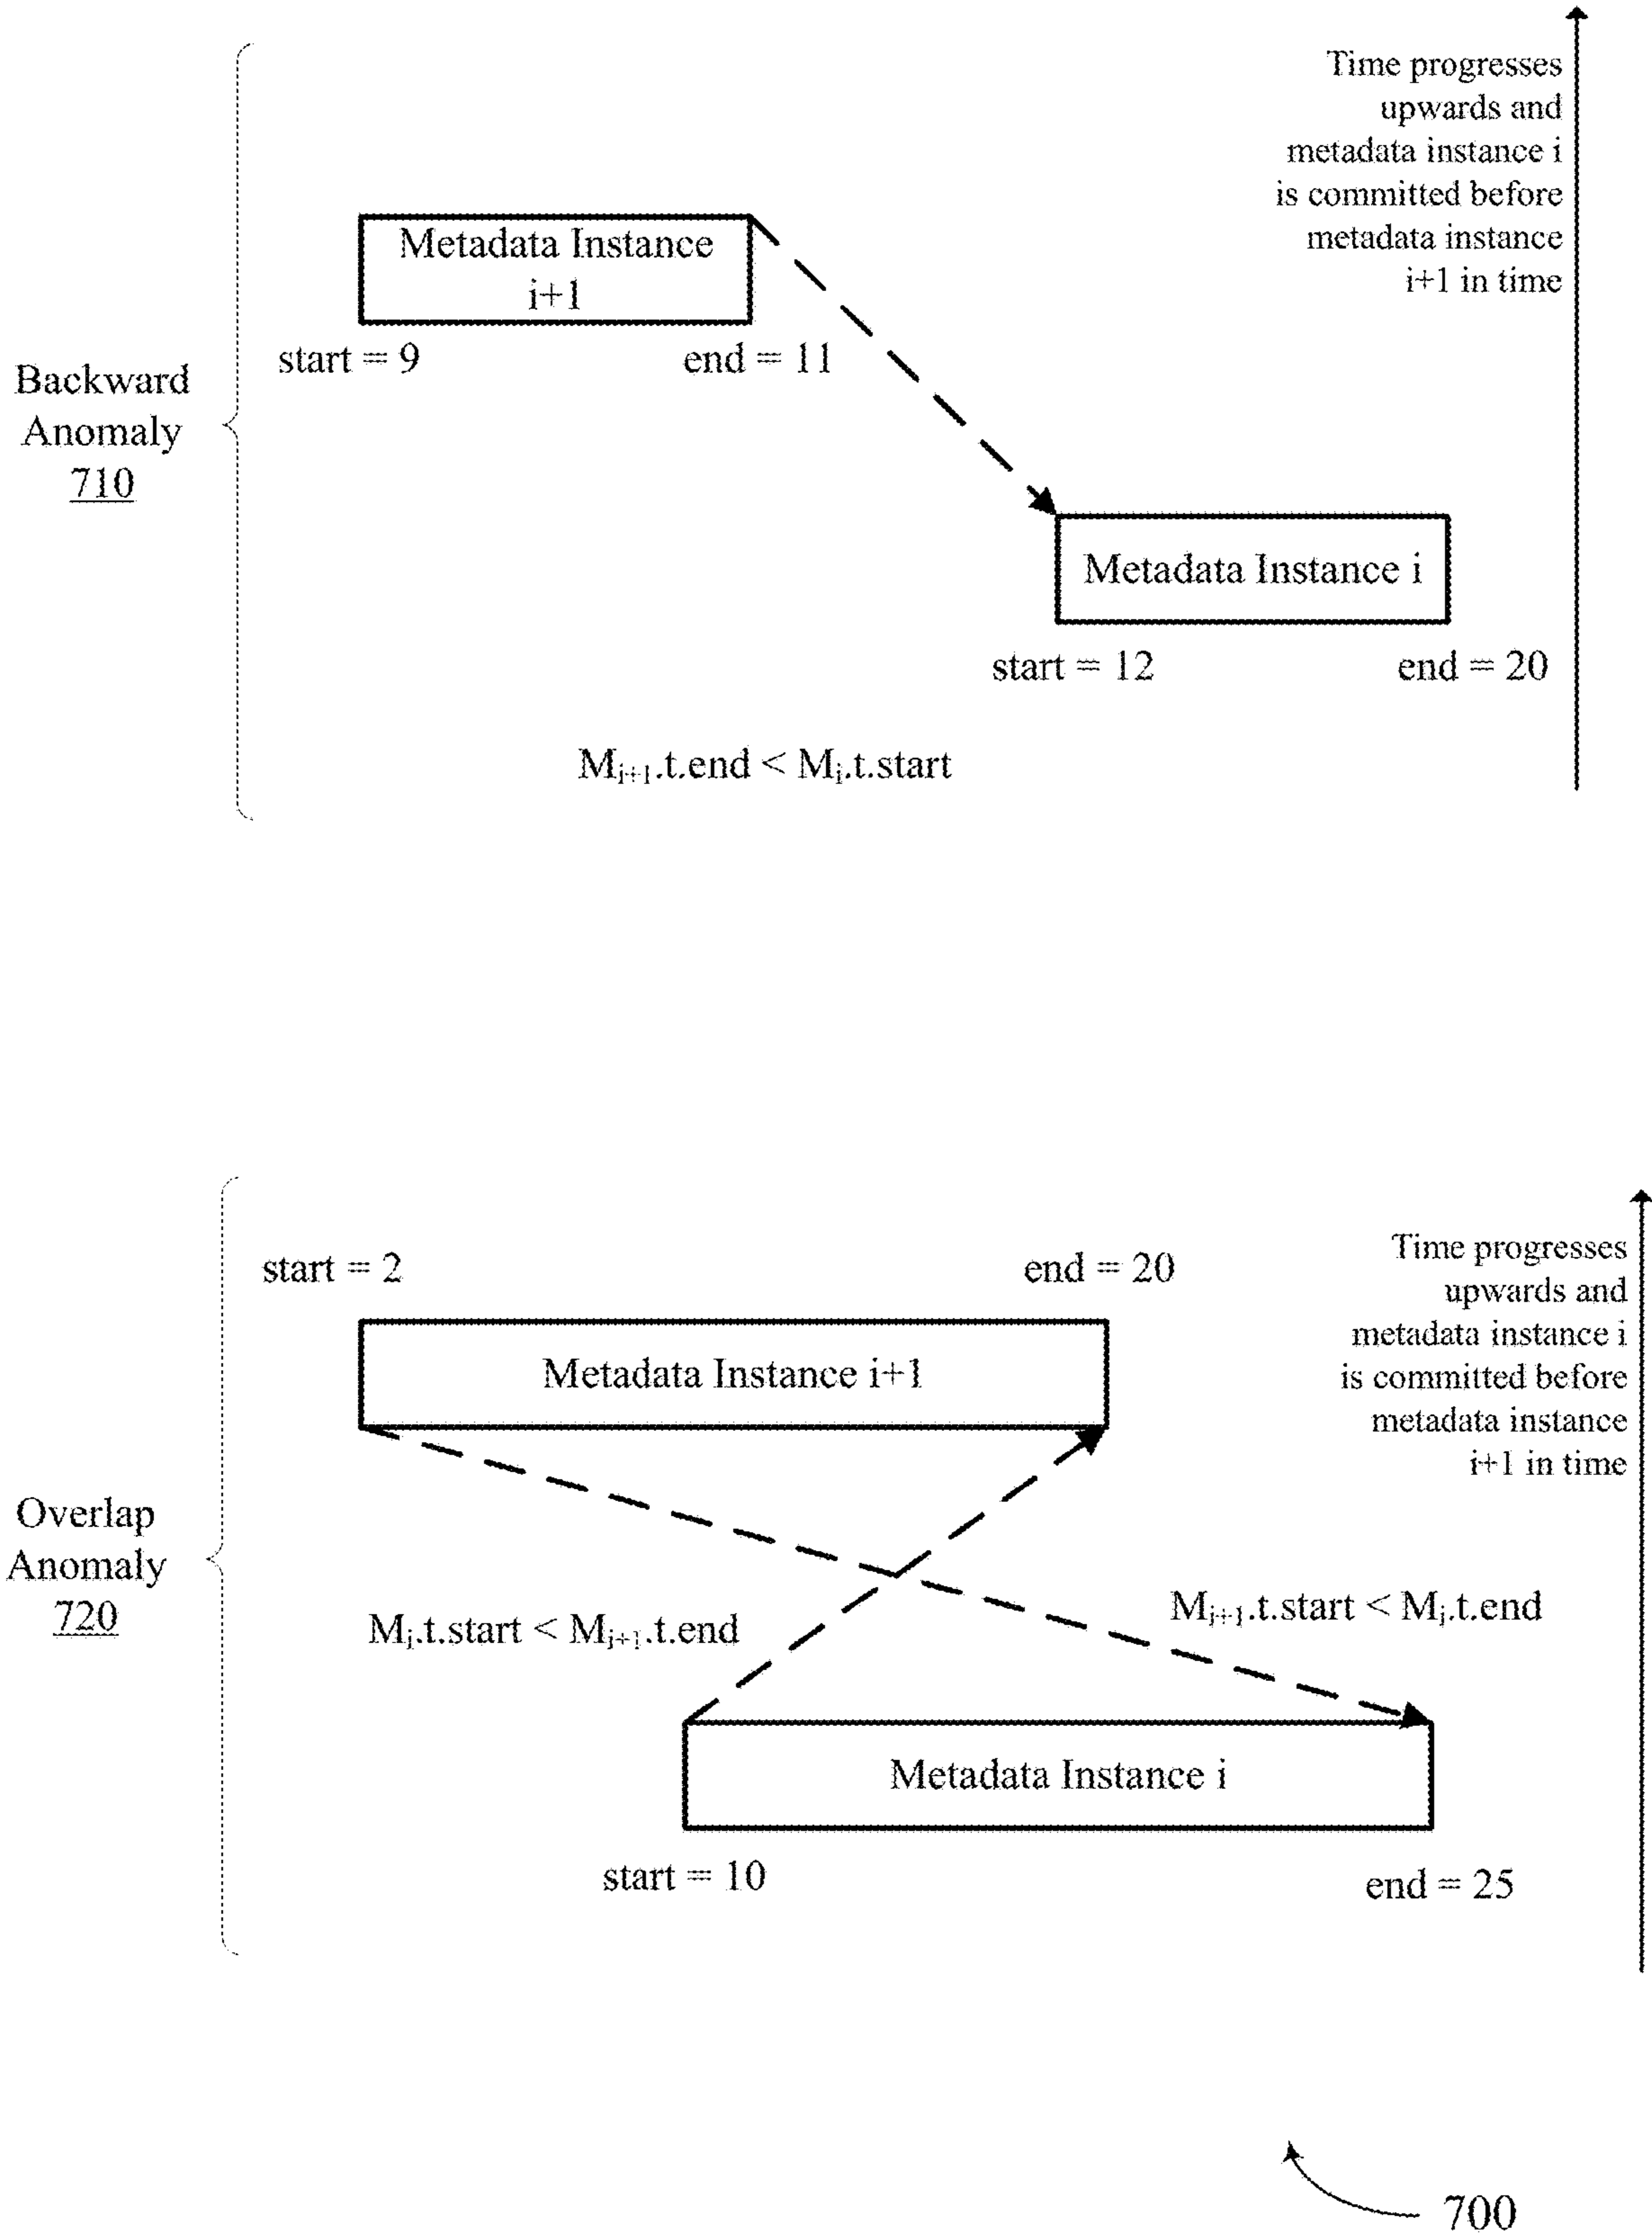 Time progresses
upwards and
metadata instance i
is committed before
metadata instance
i+1 in time
Metadata Instance
i+1
start = 9
end = 11
Backward
Anomaly
710
Metadata Instance i
start = 12
end = 20
Mi+1.t.end < Mi.t.start
start = 2
end = 20
Time progresses
upwards and
metadata instance i
is committed before
metadata instance
i+1 in time
Metadata Instance i+1
Overlap
Anomaly
720
Mi.t.start < Mi+1.t.end
Mi+1.t.start < Mi.t.end
Metadata Instance i
start = 10
end = 25
700